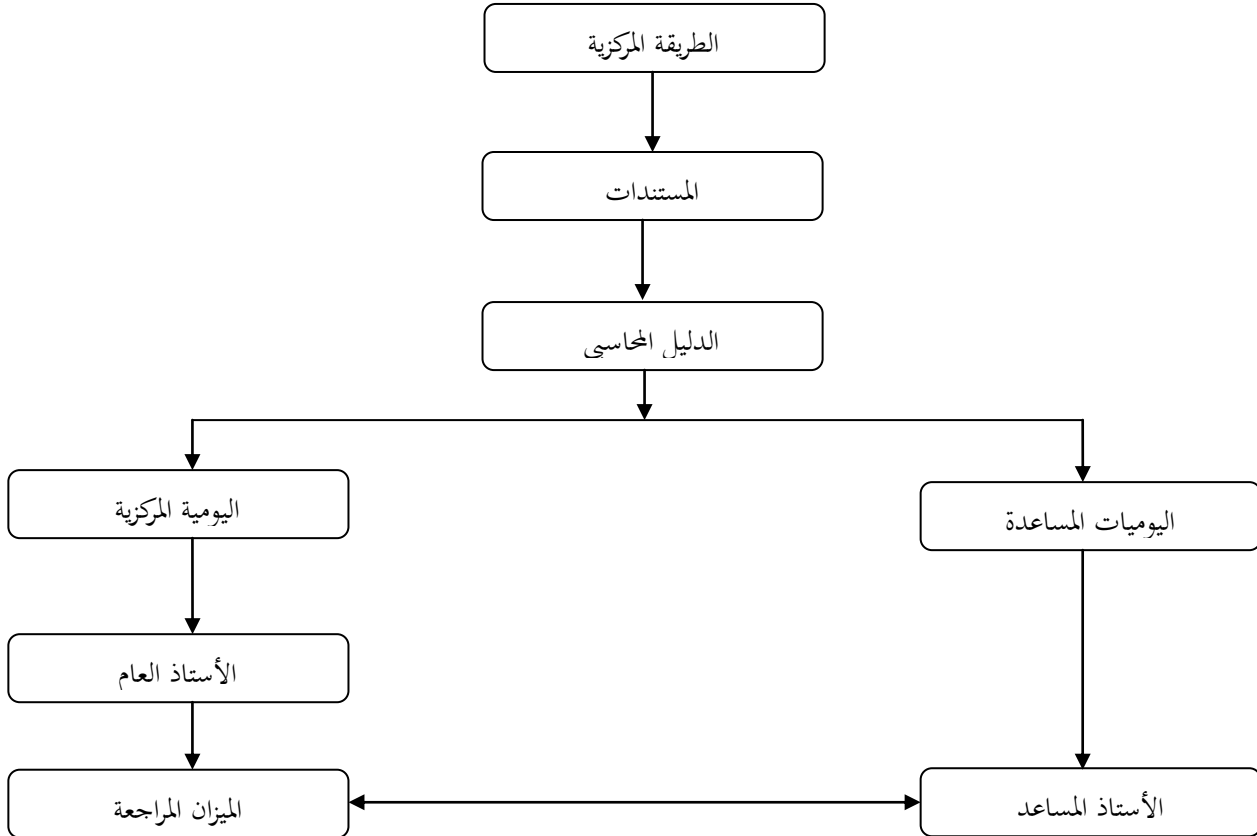 الطريقة المركزية
المستندات
الدليل المحاسبي
اليوميات المساعدة
اليومية المركزية
الأستاذ العام
الأستاذ المساعد
الميزان المراجعة